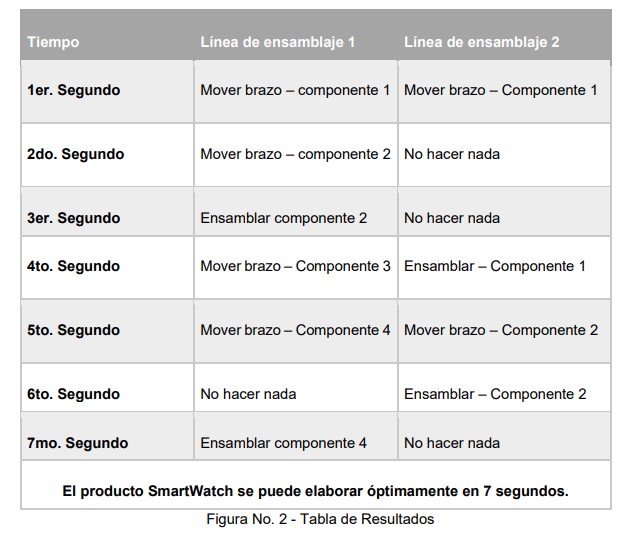 Tiempo Línea de ensamblaje 1 Línea de ensamblaje 2
1er. Segundo Mover brazo – componente 1 Mover brazo – Componente 1
2do. Segundo Mover brazo – componente 2 No hacer nada
3er. Segundo Ensamblar componente 2 No hacer nada
4to. Segundo Mover brazo – Componente 3 Ensamblar – Componente 1
5to. Segundo Mover brazo – Componente 4 Mover brazo – Componente 2
6to. Segundo No hacer nada Ensamblar – Componente 2
7mo. Segundo Ensamblar componente 4 No hacer nada
El producto SmartWatch se puede elaborar óptimamente en 7 segundos.
Figura No. 2 - Tabla de Resultados